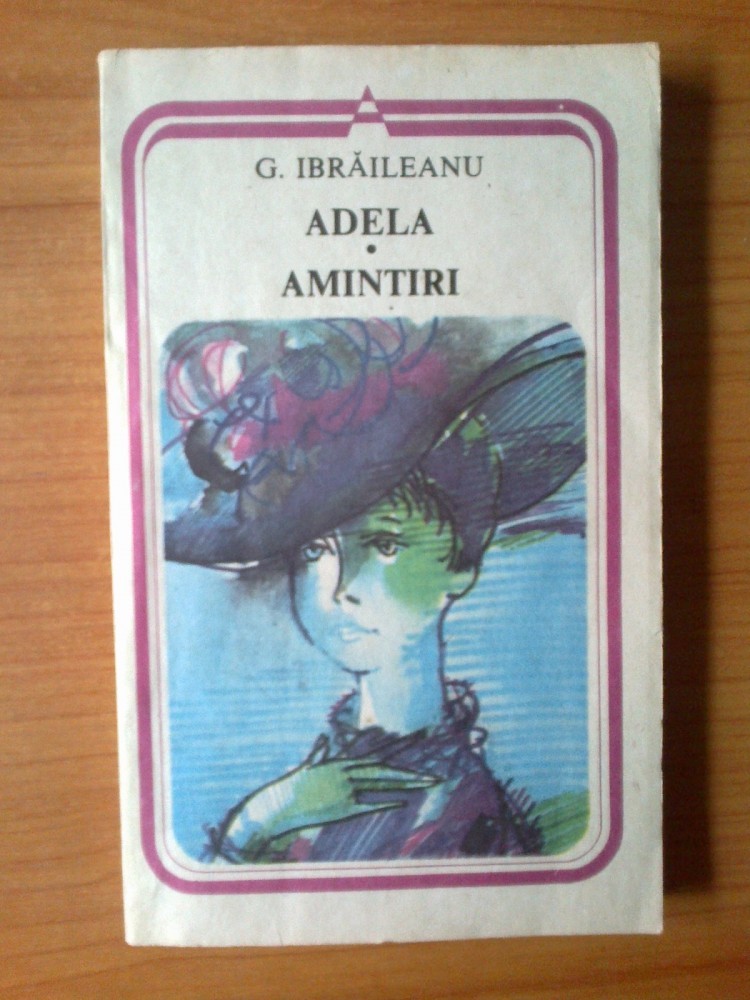 G. IBRĂILEANU
ADELA
•
AMINTIRI